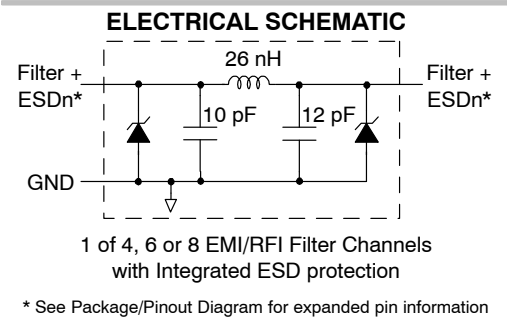 ELECTRICAL SCHEMATIC
26 nH
Filter +
ESDn*
Filter +
ESDn*
10 pF
12 pF
GND
1 of 4, 6 or 8 EMI/RFI Filter Channels
with Integrated ESD protection
* See Package/Pinout Diagram for expanded pin information